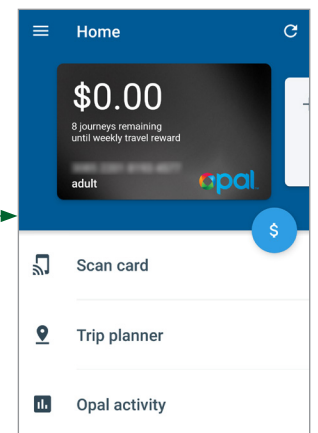 Home
$0.00
8 journeys remaining
until weekly travel reward
adult
opal.
$
Scan card
Trip planner
Opal activity